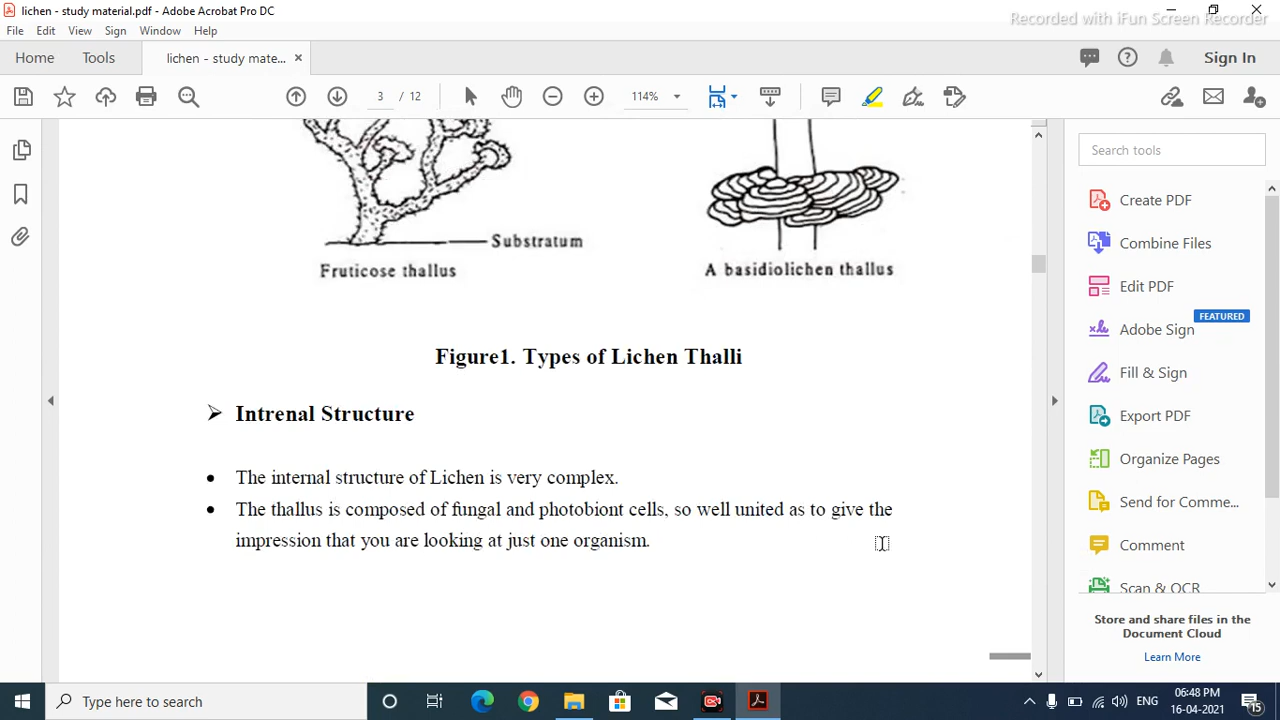 lichen - study material.pdf - Adobe Acrobat Pro DC
Recorded with iFun Screen Recorder
File Edit View Sign Window Help
Home Tools lichen - study mate... × Sign In
3 / 12 114%
Search tools
Substratum
Fruticose thallus A basidiolichen thallus
Figure1. Types of Lichen Thalli
➢ Intrenal Structure
• The internal structure of Lichen is very complex.
• The thallus is composed of fungal and photobiont cells, so well united as to give the
impression that you are looking at just one organism.
Create PDF
Combine Files
Edit PDF
FEATURED
Adobe Sign
Fill & Sign
Export PDF
Organize Pages
Send for Comme...
Comment
Scan & OCR
Store and share files in the
Document Cloud
Learn More
Type here to search
ENG
06:48 PM
16-04-2021
15